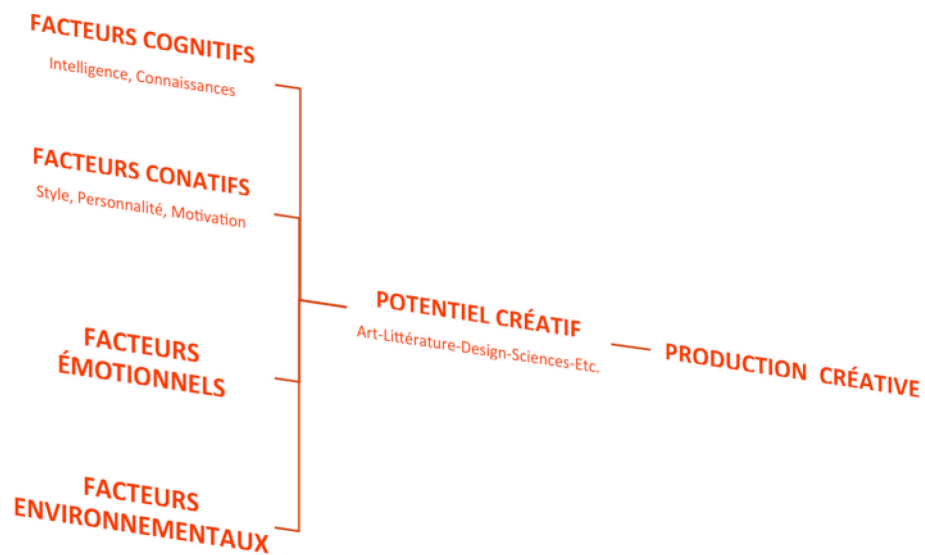 FACTEURS COGNITIFS
Intelligence, Connaissances
FACTEURS CONATIFS
Style, Personnalité, Motivation
FACTEURS
ÉMOTIONNELS
FACTEURS
ENVIRONNEMENTAUX
POTENTIEL CRÉATIF
Art-Littérature-Design-Sciences-Etc.
PRODUCTION CRÉATIVE